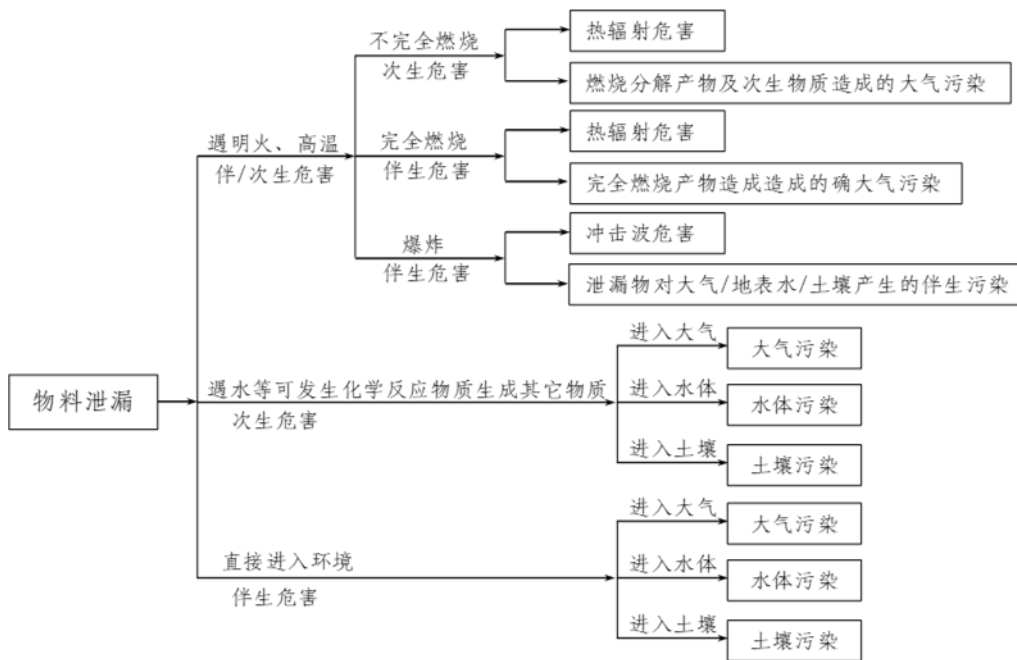 不完全燃烧
次生危害
热辐射危害
燃烧分解产物及次生物质造成的大气污染
遇明火、高温
伴/次生危害
完全燃烧
伴生危害
热辐射危害
完全燃烧产物造成造成的确大气污染
爆炸
伴生危害
冲击波危害
泄漏物对大气/地表水/土壤产生的伴生污染
物料泄漏
遇水等可发生化学反应物质生成其它物质
次生危害
进入大气
大气污染
进入水体
水体污染
进入土壤
土壤污染
直接进入环境
伴生危害
进入大气
大气污染
进入水体
水体污染
进入土壤
土壤污染